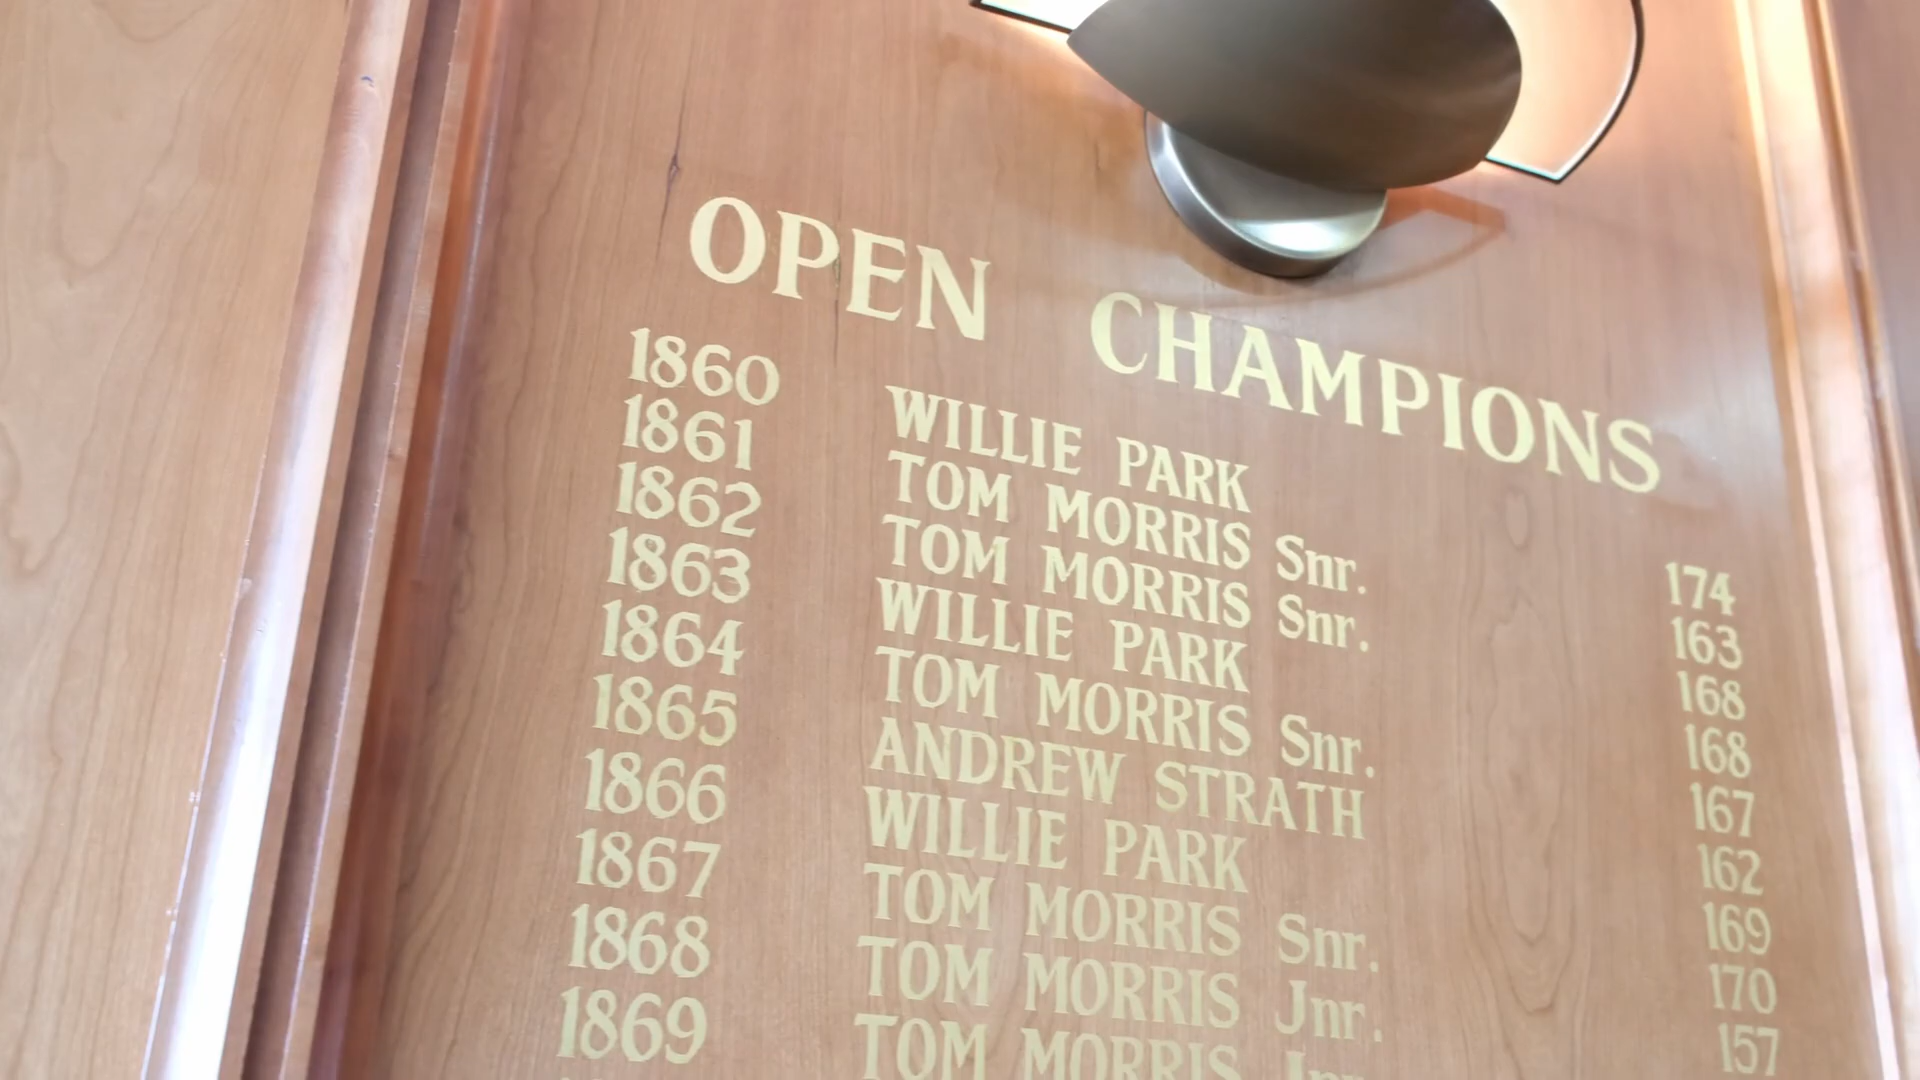 OPEN CHAMPIONS
1860 WILLIE PARK 174
1861 TOM MORRIS Snr. 163
1862 TOM MORRIS Snr. 168
1863 WILLIE PARK 168
1864 TOM MORRIS Snr. 167
1865 ANDREW STRATH 162
1866 WILLIE PARK 169
1867 TOM MORRIS Snr. 170
1868 TOM MORRIS Jnr. 157
1869 TOM MORRIS